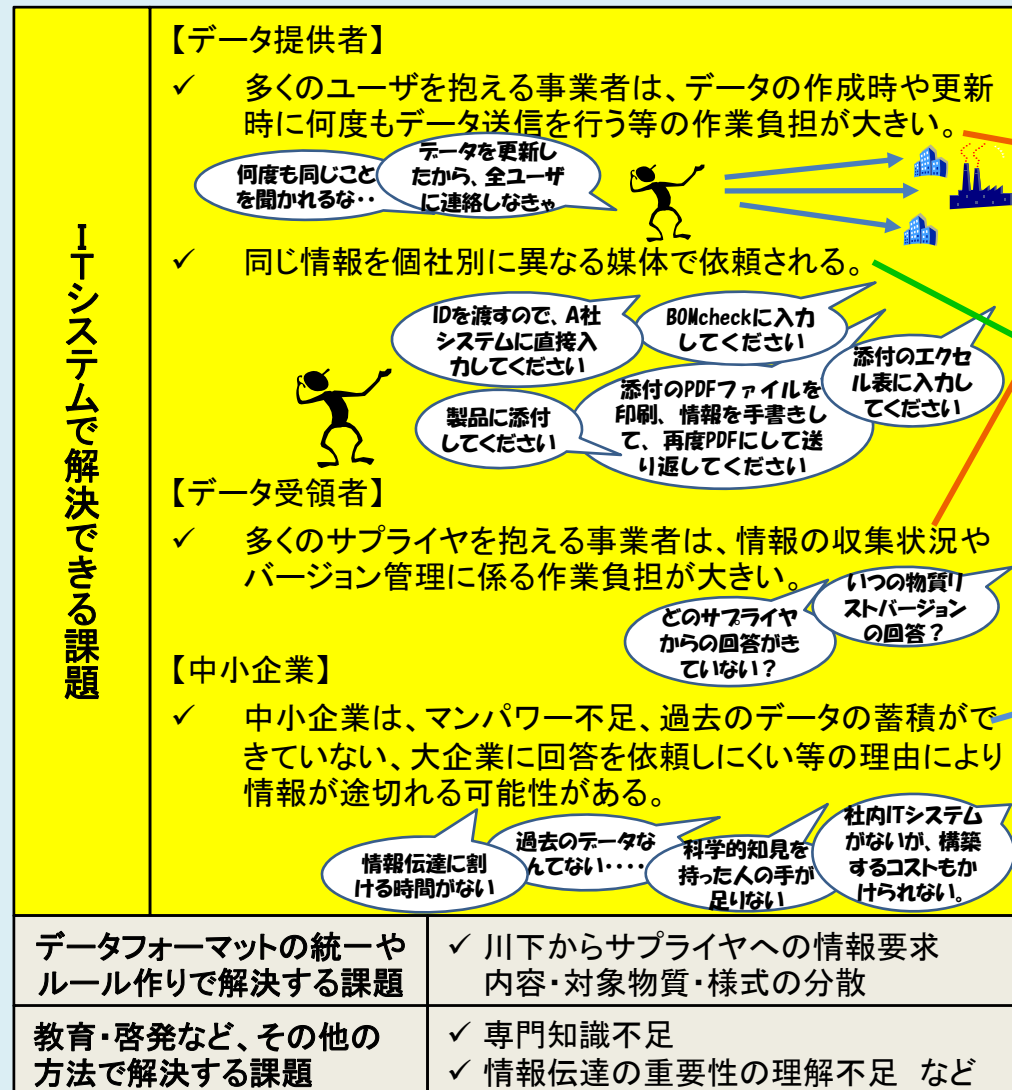 ITシステムで解決できる課題
【データ提供者】
✓ 多くのユーザを抱える事業者は、データの作成時や更新
時に何度もデータ送信を行う等の作業負担が大きい。
何度も同じこと
を聞かれるな・・
データを更新し
たから、全ユーザ
に連絡しなきゃ
✓ 同じ情報を個社別に異なる媒体で依頼される。
IDを渡すので、A社
システムに直接入
力してください
BOMcheckに入力
してください
添付のエクセ
ル表に入力し
てください
製品に添付
してください
添付のPDFファイルを
印刷、情報を手書きし
て、再度PDFにして送
り返してください
【データ受領者】
✓ 多くのサプライヤを抱える事業者は、情報の収集状況や
バージョン管理に係る作業負担が大きい。
どのサプライヤ
からの回答がき
ていない？
いつの物質リ
ストバージョン
の回答？
【中小企業】
✓ 中小企業は、マンパワー不足、過去のデータの蓄積がで
きていない、大企業に回答を依頼しにくい等の理由により
情報が途切れる可能性がある。
情報伝達に割
ける時間がない
過去のデータな
んてない・・・・
科学的知見を
持った人の手が
足りない
社内ITシステム
がないが、構築
するコストもか
けられない。
データフォーマットの統一や
ルール作りで解決する課題
✓ 川下からサプライヤへの情報要求
内容・対象物質・様式の分散
教育・啓発など、その他の
方法で解決する課題
✓ 専門知識不足
✓ 情報伝達の重要性の理解不足 など